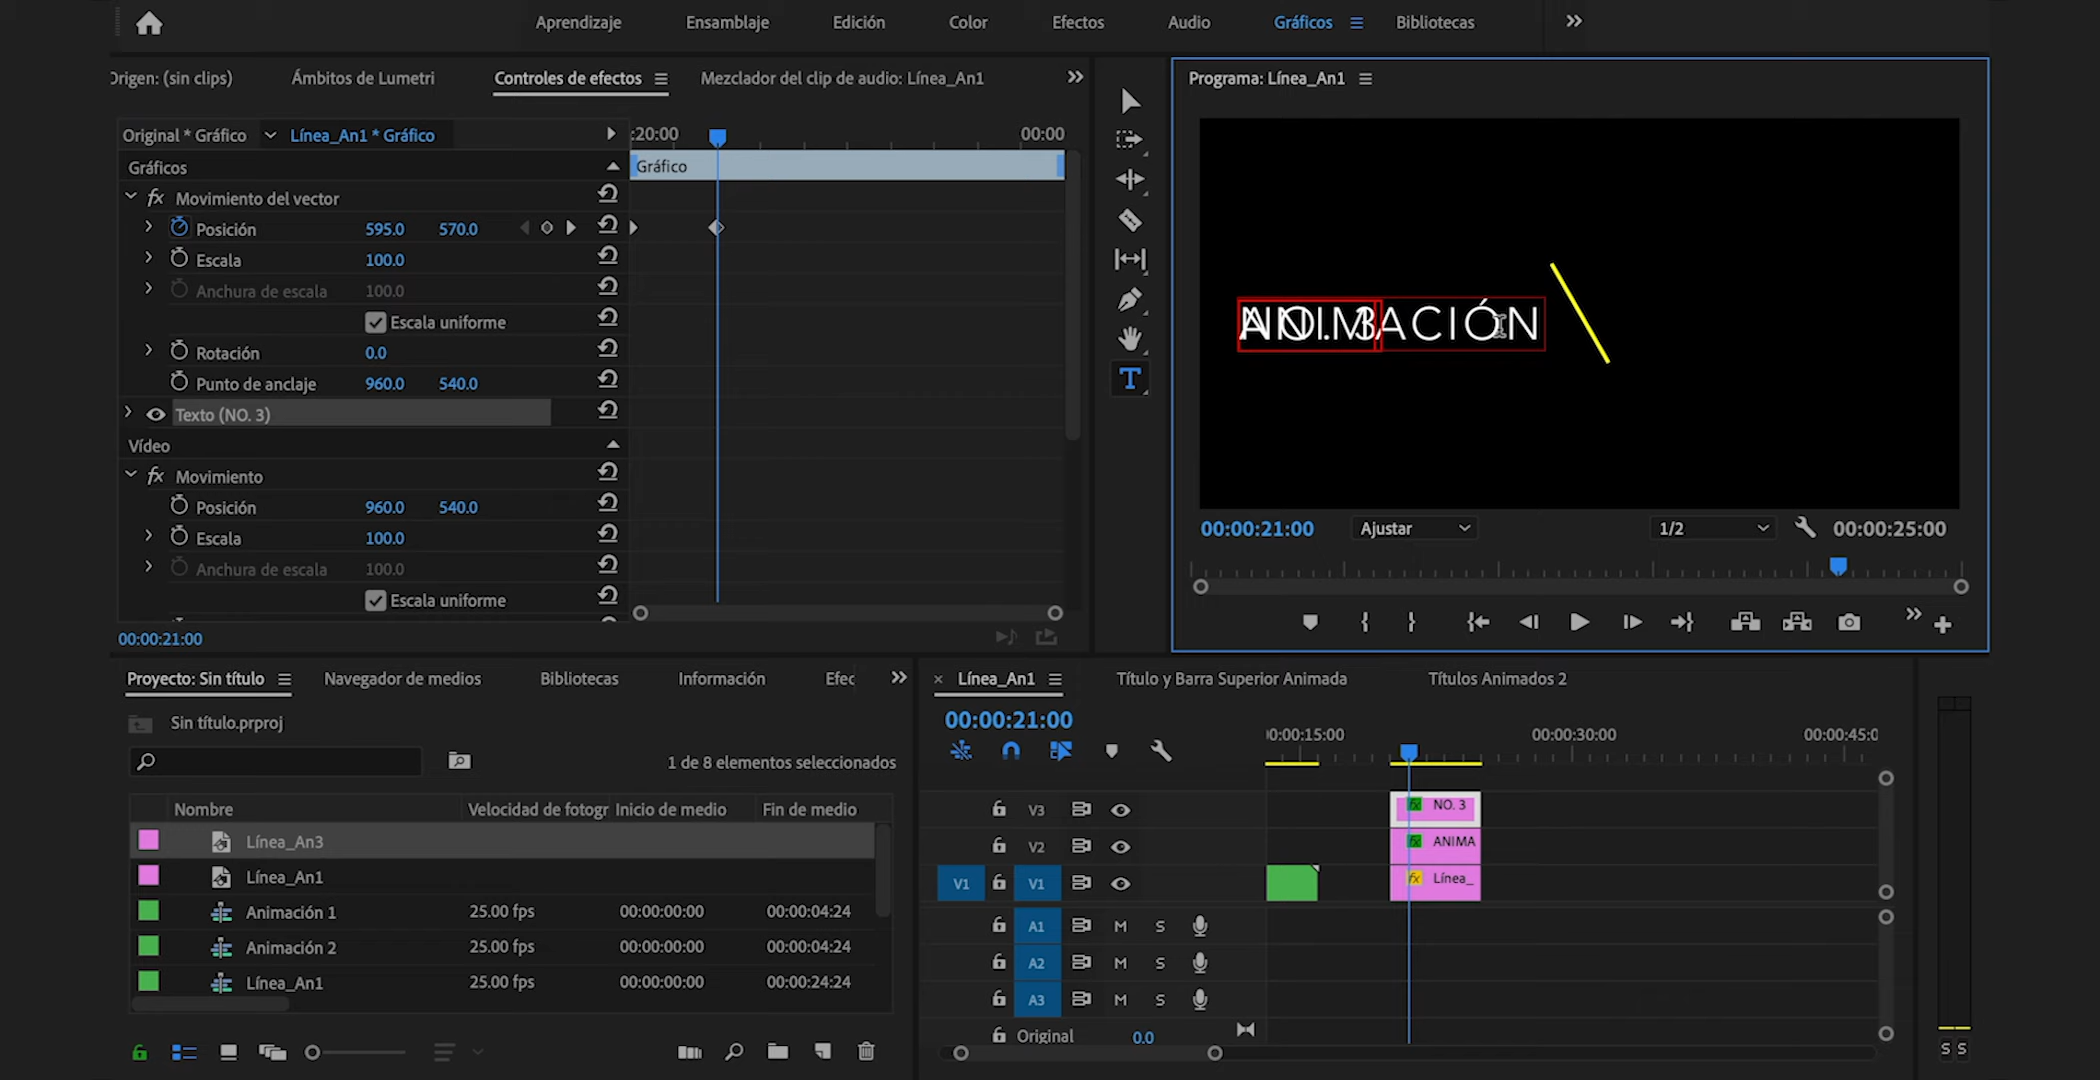 Aprendizaje Ensamblaje Edición Color Efectos Audio Gráficos Bibliotecas
Origen: (sin clips) Ámbitos de Lumetri Controles de efectos Mezclador del clip de audio: Línea_An1
Programa: Línea_An1
Original * Gráfico Línea_An1 * Gráfico :20:00 00:00
Gráficos Gráfico
fx Movimiento del vector
Posición 595.0 570.0
Escala 100.0
Anchura de escala 100.0
Escala uniforme
Rotación 0.0
Punto de anclaje 960.0 540.0
Texto (NO. 3)
Vídeo
fx Movimiento
Posición 960.0 540.0
Escala 100.0
Anchura de escala 100.0
Escala uniforme
00:00:21:00
ANIMACIÓN
NO. 3
00:00:21:00 Ajustar 1/2 00:00:25:00
Proyecto: Sin título Navegador de medios Bibliotecas Información Efec
Sin título.prproj
1 de 8 elementos seleccionados
Nombre Velocidad de fotogr Inicio de medio Fin de medio
Línea_An3
Línea_An1
Animación 1 25.00 fps 00:00:00:00 00:00:04:24
Animación 2 25.00 fps 00:00:00:00 00:00:04:24
Línea_An1 25.00 fps 00:00:00:00 00:00:24:24
× Línea_An1 Título y Barra Superior Animada Títulos Animados 2
00:00:21:00
00:00:15:00 00:00:30:00 00:00:45:0
V3 fx NO. 3
V2 fx ANIMA
V1 V1 fx Línea_
A1 M S
A2 M S
A3 M S
Original 0.0
S S